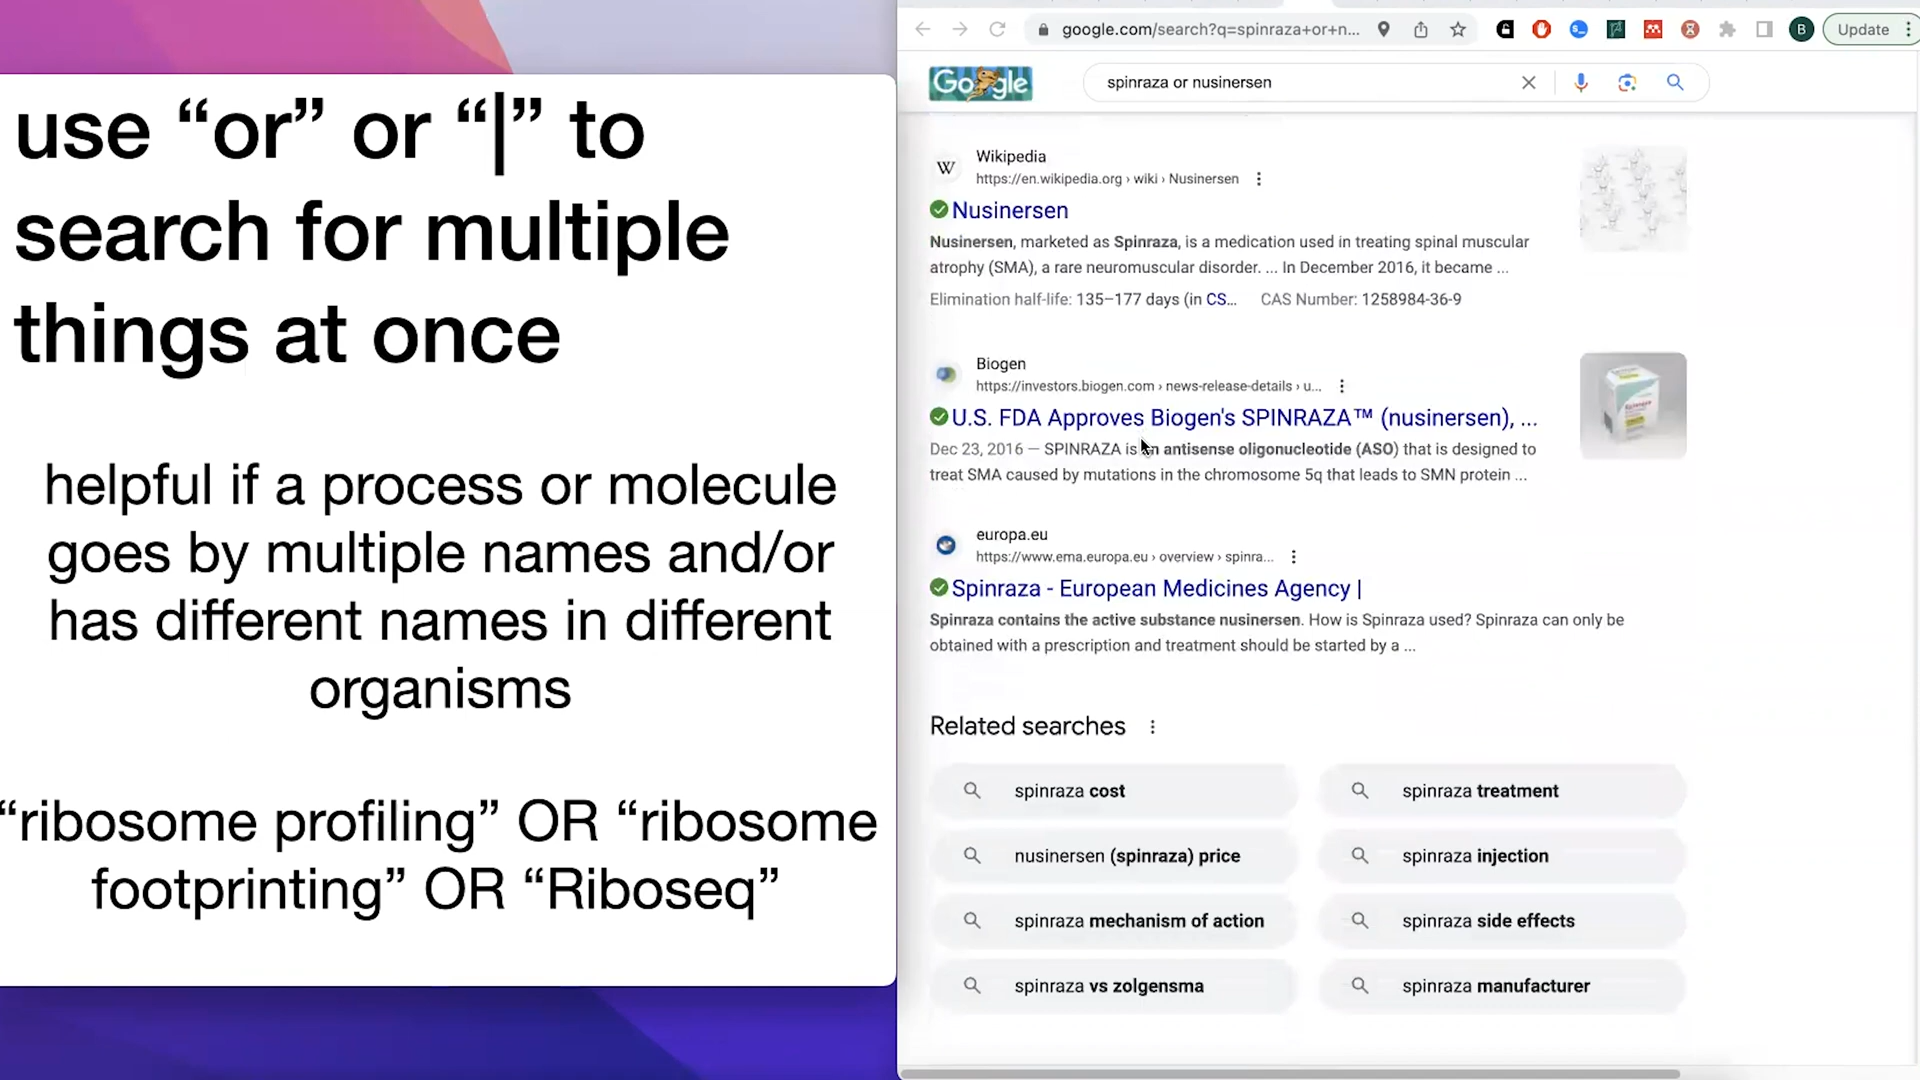 use “or” or “|” to
search for multiple
things at once
helpful if a process or molecule
goes by multiple names and/or
has different names in different
organisms
“ribosome profiling” OR “ribosome
footprinting” OR “Riboseq”
google.com/search?q=spinraza+or+n...
B
Update
Google
spinraza or nusinersen
W
Wikipedia
https://en.wikipedia.org › wiki › Nusinersen
Nusinersen
Nusinersen, marketed as Spinraza, is a medication used in treating spinal muscular
atrophy (SMA), a rare neuromuscular disorder. ... In December 2016, it became ...
Elimination half-life: 135–177 days (in CS... CAS Number: 1258984-36-9
Biogen
https://investors.biogen.com › news-release-details › u...
U.S. FDA Approves Biogen's SPINRAZA™ (nusinersen), ...
Dec 23, 2016 — SPINRAZA is an antisense oligonucleotide (ASO) that is designed to
treat SMA caused by mutations in the chromosome 5q that leads to SMN protein ...
europa.eu
https://www.ema.europa.eu › overview › spinra...
Spinraza - European Medicines Agency |
Spinraza contains the active substance nusinersen. How is Spinraza used? Spinraza can only be
obtained with a prescription and treatment should be started by a ...
Related searches
spinraza cost
spinraza treatment
nusinersen (spinraza) price
spinraza injection
spinraza mechanism of action
spinraza side effects
spinraza vs zolgensma
spinraza manufacturer